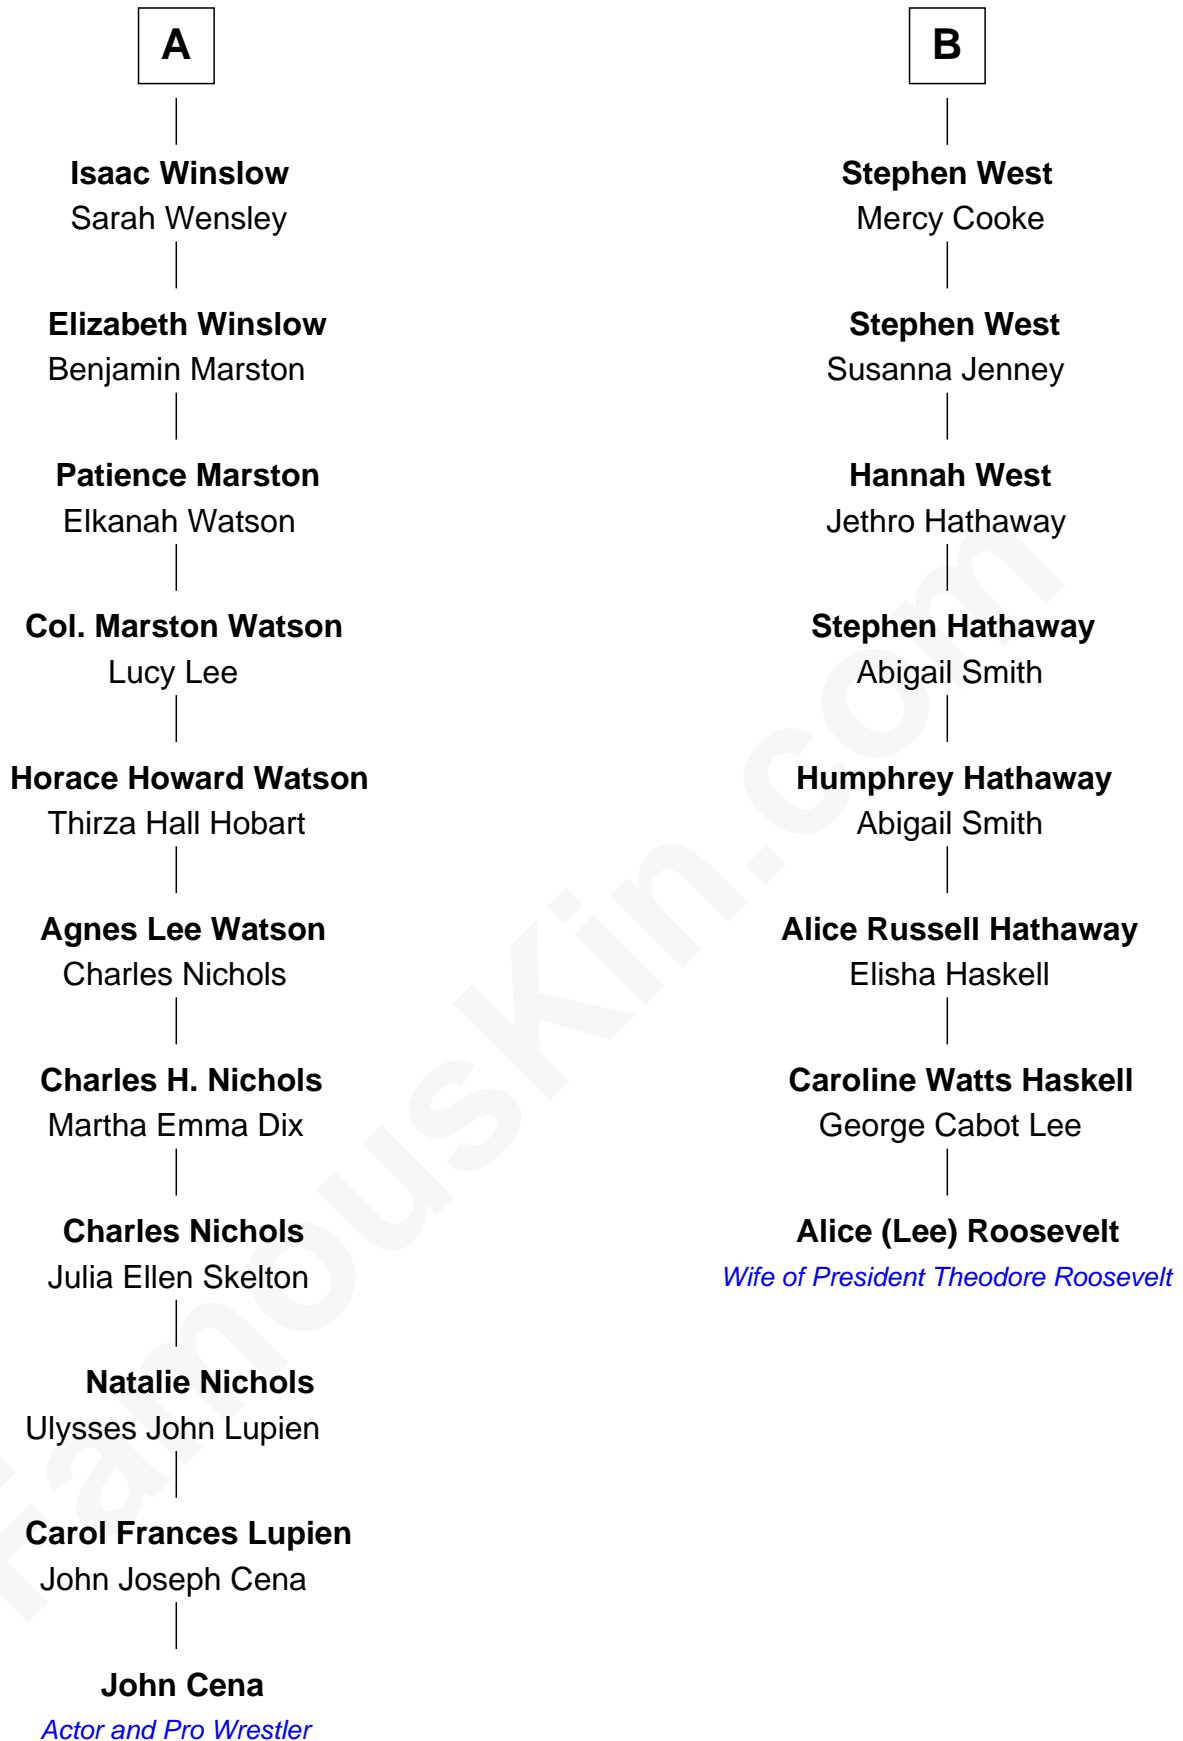 A
Isaac Winslow
Sarah Wensley
Elizabeth Winslow
Benjamin Marston
Patience Marston
Elkanah Watson
Col. Marston Watson
Lucy Lee
Horace Howard Watson
Thirza Hall Hobart
Agnes Lee Watson
Charles Nichols
Charles H. Nichols
Martha Emma Dix
Charles Nichols
Julia Ellen Skelton
Natalie Nichols
Ulysses John Lupien
Carol Frances Lupien
John Joseph Cena
John Cena
Actor and Pro Wrestler
B
Stephen West
Mercy Cooke
Stephen West
Susanna Jenney
Hannah West
Jethro Hathaway
Stephen Hathaway
Abigail Smith
Humphrey Hathaway
Abigail Smith
Alice Russell Hathaway
Elisha Haskell
Caroline Watts Haskell
George Cabot Lee
Alice (Lee) Roosevelt
Wife of President Theodore Roosevelt
FamousKin.com